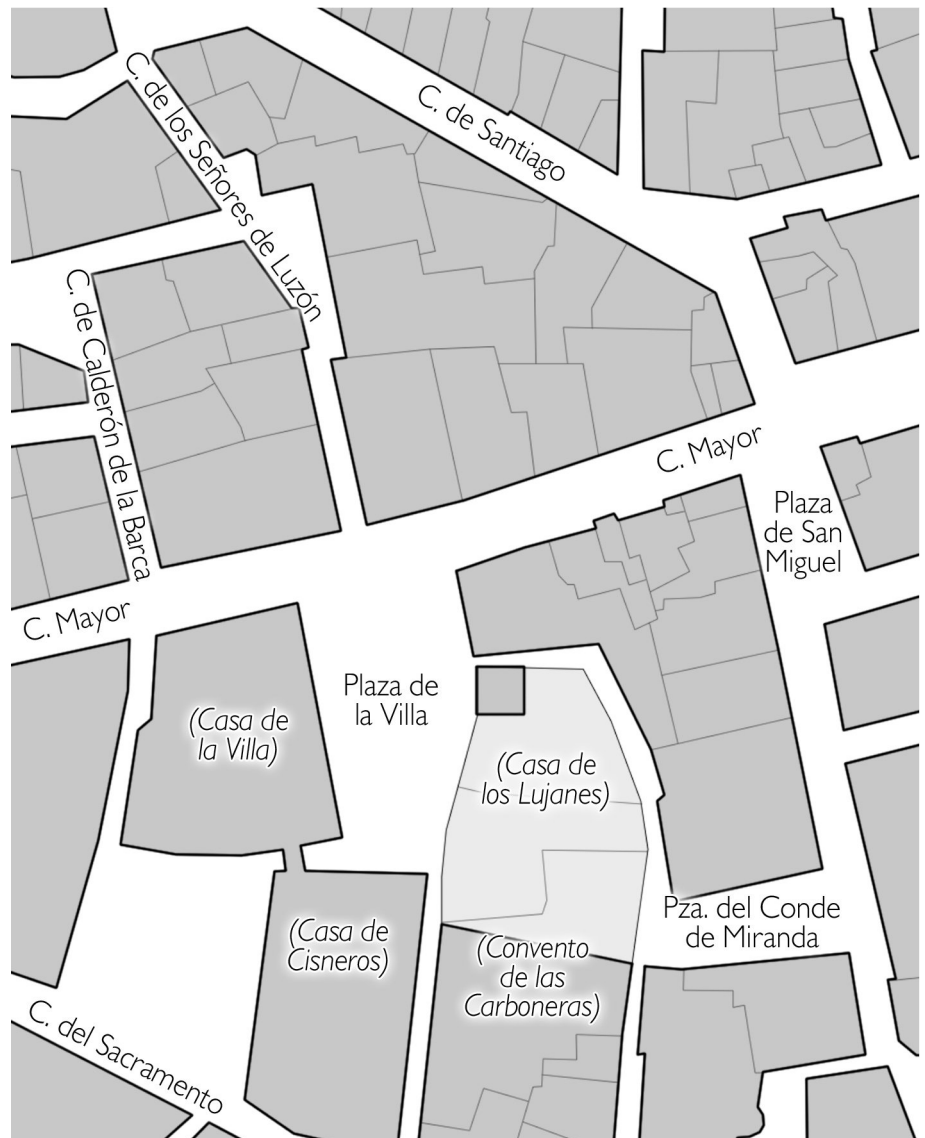 C. de los Señores de Luzón
C. de Santiago
C. de Calderón de la Barca
C. Mayor
Plaza
de San
Miguel
C. Mayor
Plaza de
la Villa
(Casa de
la Villa)
(Casa de
los Lujanes)
Pza. del Conde
de Miranda
(Casa de
Cisneros)
(Convento
de las
Carboneras)
C. del Sacramento